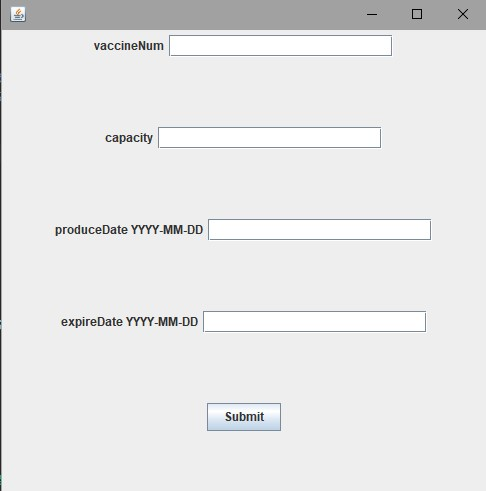 vaccineNum
capacity
produceDate YYYY-MM-DD
expireDate YYYY-MM-DD
Submit